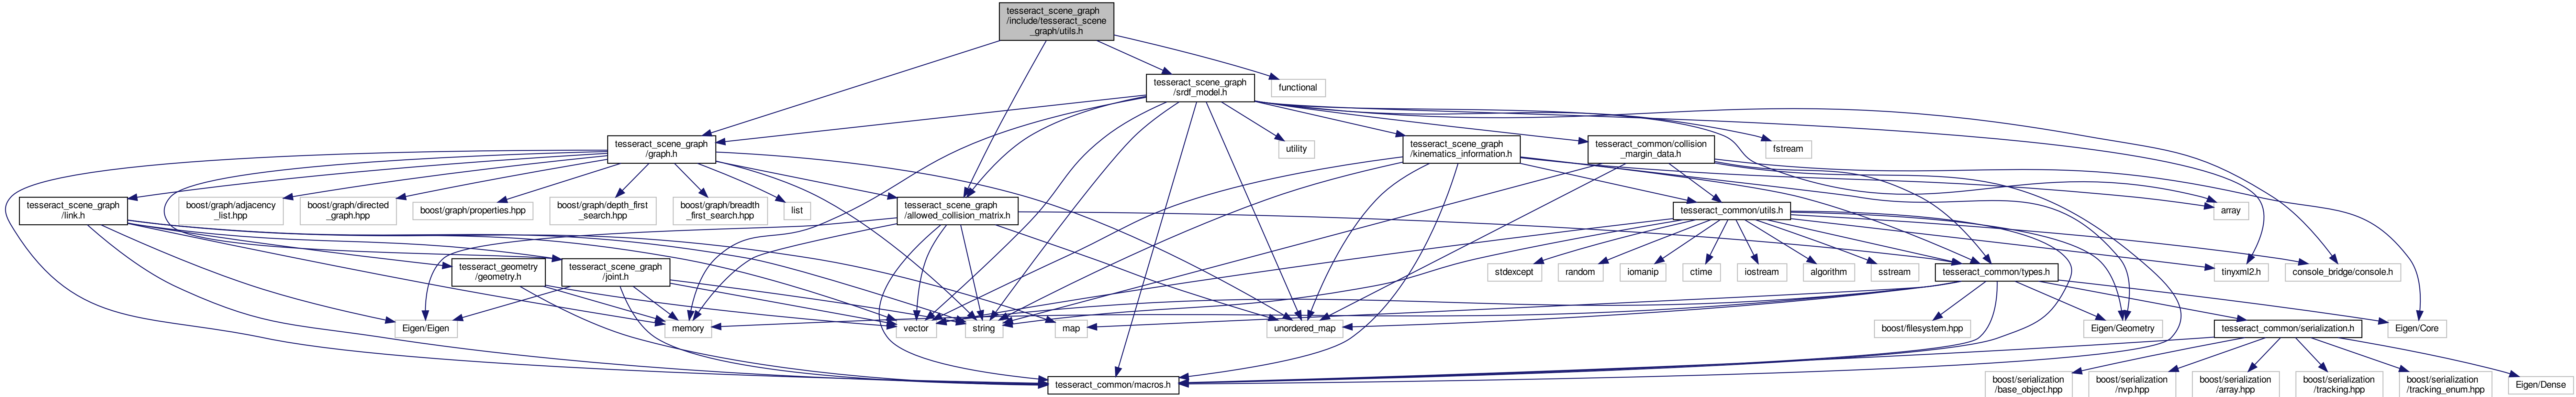 tesseract_scene_graph
/include/tesseract_scene
_graph/utils.h
tesseract_scene_graph
/srdf_model.h
functional
tesseract_scene_graph
/graph.h
utility
tesseract_scene_graph
/kinematics_information.h
tesseract_common/collision
_margin_data.h
fstream
tesseract_scene_graph
/link.h
boost/graph/adjacency
_list.hpp
boost/graph/directed
_graph.hpp
boost/graph/properties.hpp
boost/graph/depth_first
_search.hpp
boost/graph/breadth
_first_search.hpp
list
tesseract_scene_graph
/allowed_collision_matrix.h
tesseract_common/utils.h
array
tesseract_geometry
/geometry.h
tesseract_scene_graph
/joint.h
stdexcept
random
iomanip
ctime
iostream
algorithm
sstream
tesseract_common/types.h
tinyxml2.h
console_bridge/console.h
Eigen/Eigen
memory
vector
string
map
unordered_map
boost/filesystem.hpp
Eigen/Geometry
tesseract_common/serialization.h
Eigen/Core
tesseract_common/macros.h
boost/serialization
/base_object.hpp
boost/serialization
/nvp.hpp
boost/serialization
/array.hpp
boost/serialization
/tracking.hpp
boost/serialization
/tracking_enum.hpp
Eigen/Dense